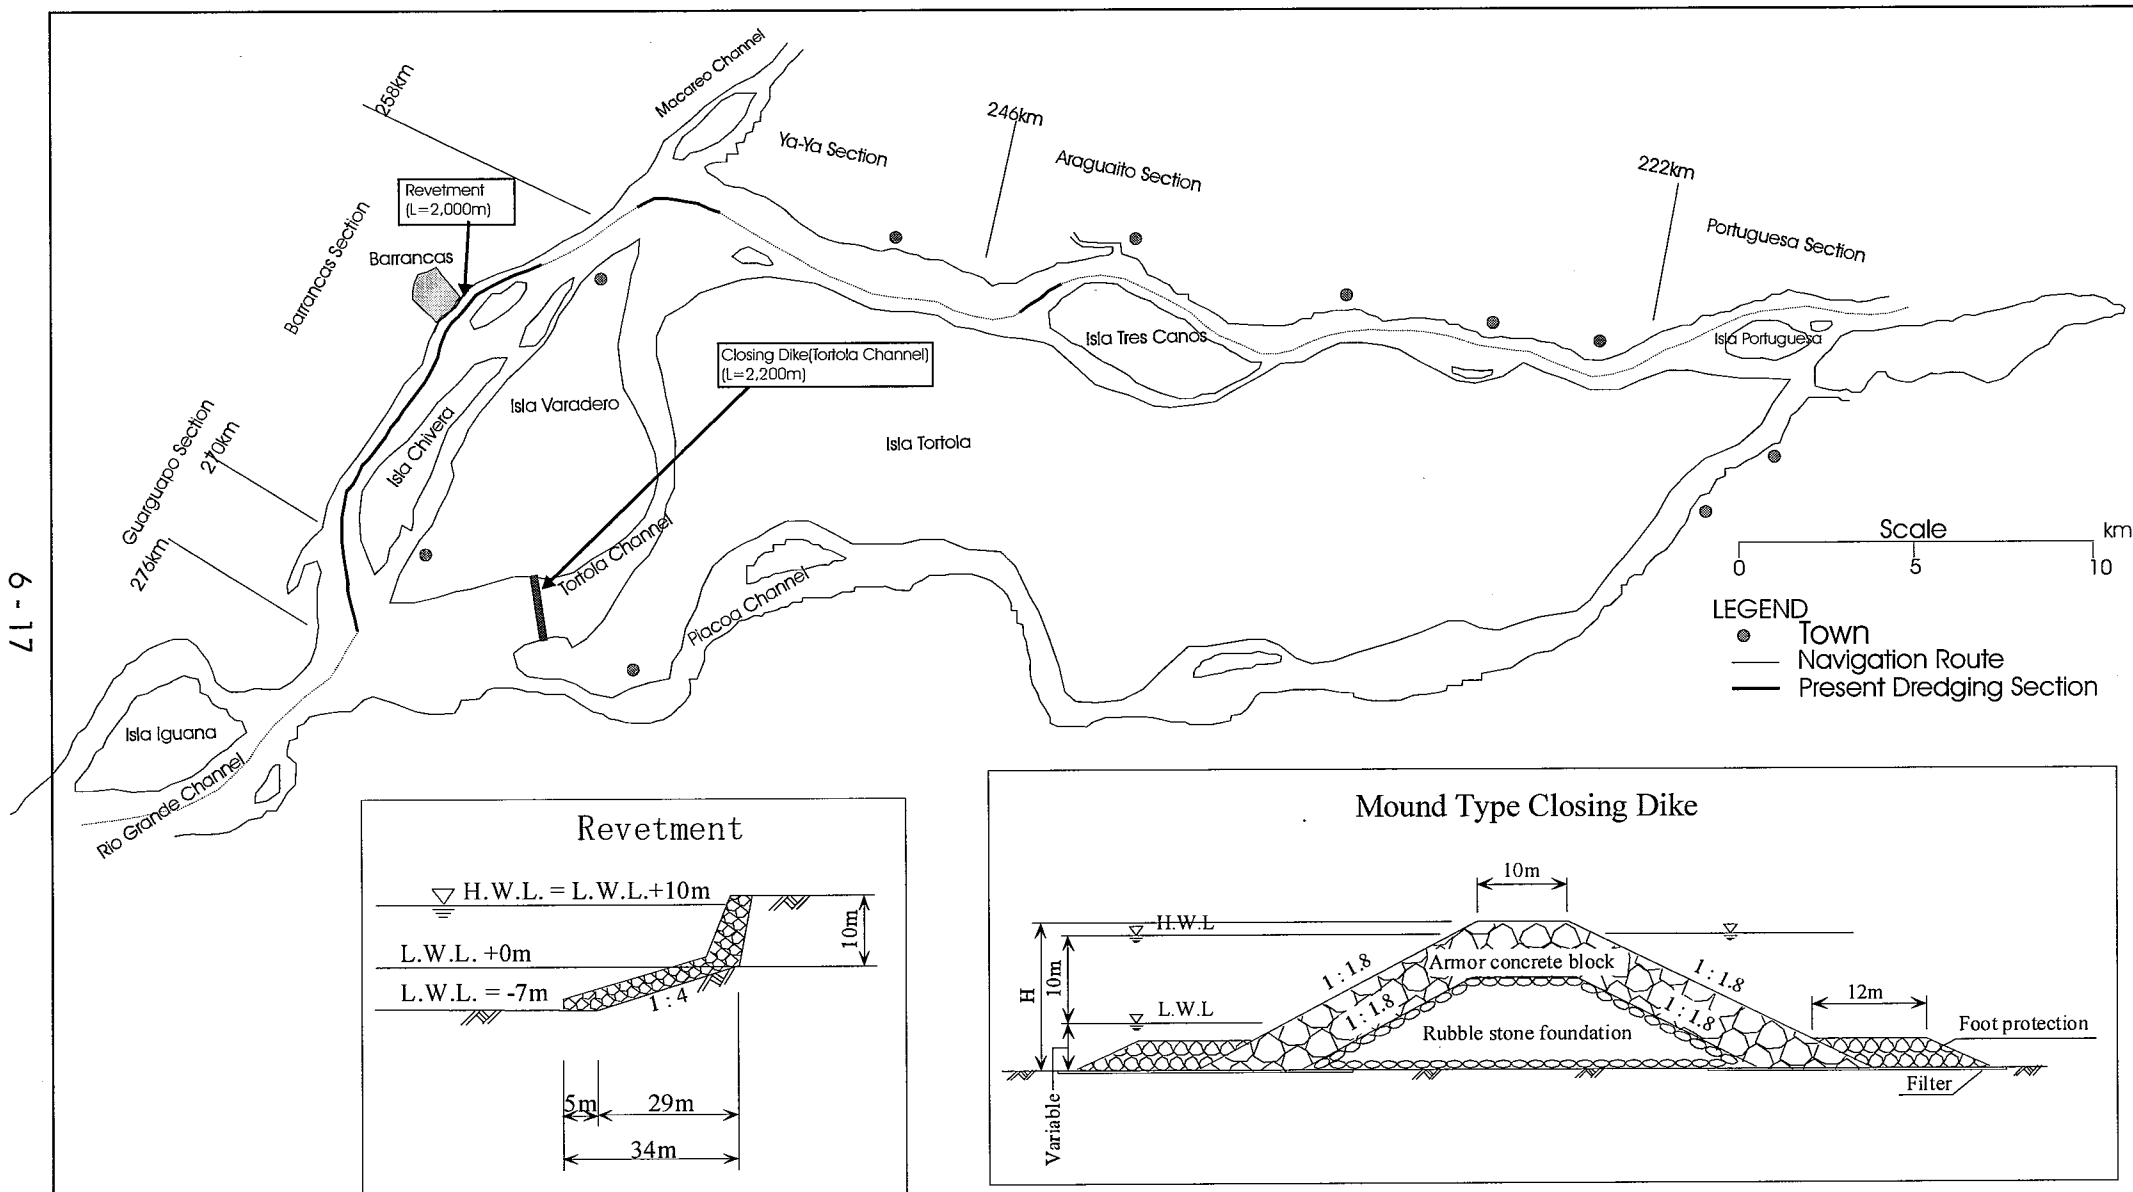 Macareo Channel
258km
Ya-Ya Section
246km
Araguaito Section
222km
Portuguesa Section
Revetment
(L=2,000m)
Barrancas Section
Barrancas
Closing Dike(Tortola Channel)
(L=2,200m)
Isla Tres Canos
Isla Portuguesa
Isla Varadero
Isla Chivera
Isla Tortola
Guarguapo Section
270km
276km
Tortola Channel
Piacoa Channel
Scale
km
0
5
10
LEGEND
Town
Navigation Route
Present Dredging Section
6-17
Isla Iguana
Rio Grande Channel
Revetment
H.W.L. = L.W.L.+10m
10m
L.W.L. +0m
L.W.L. = -7m
1 : 4
5m
29m
34m
Mound Type Closing Dike
10m
H.W.L
1 : 1.8
Armor concrete block
1 : 1.8
H
10m
L.W.L
1 : 1.8
1 : 1.8
12m
Rubble stone foundation
Foot protection
Filter
Variable